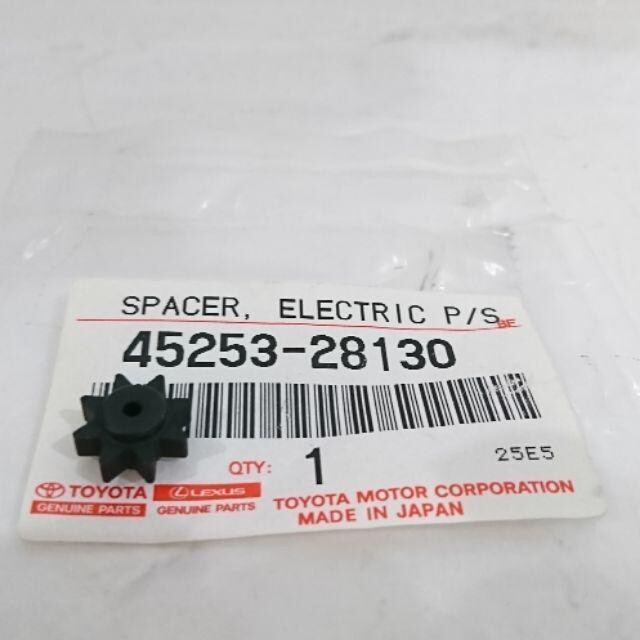 SPACER, ELECTRIC P/S
BE
45253-28130
QTY: 1
25E5
TOYOTA
GENUINE PARTS
LEXUS
GENUINE PARTS
TOYOTA MOTOR CORPORATION
MADE IN JAPAN